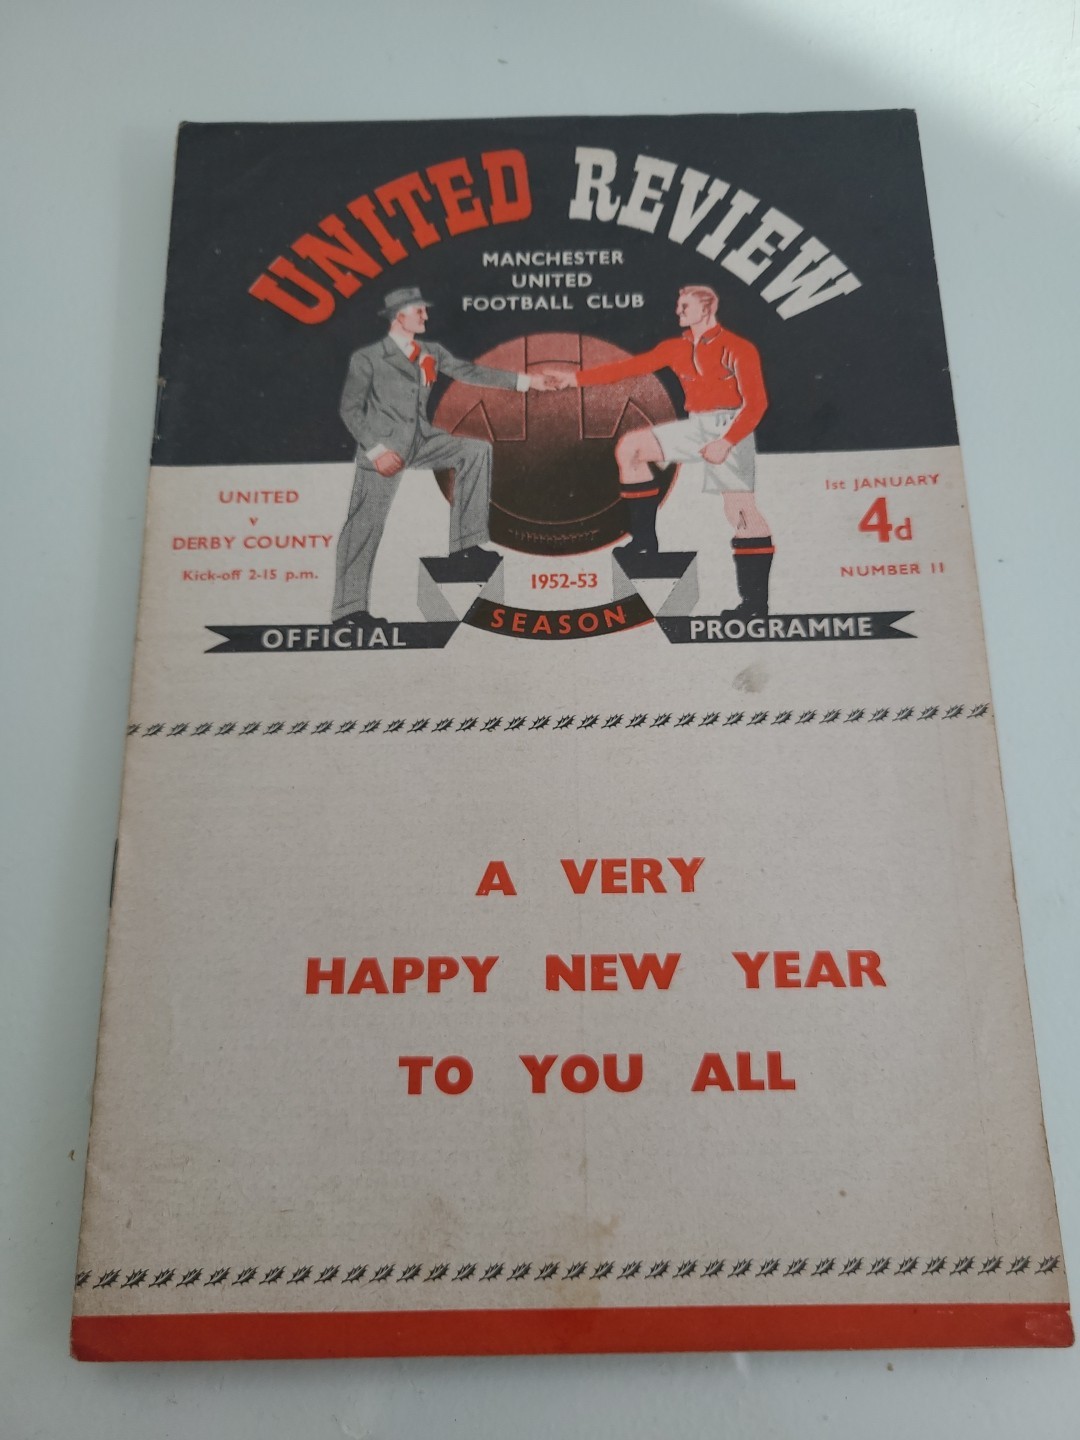 UNITED REVIEW
MANCHESTER
UNITED
FOOTBALL CLUB
UNITED
v
DERBY COUNTY
Kick-off 2-15 p.m.
1st JANUARY
4d
NUMBER 11
1952-53
OFFICIAL SEASON PROGRAMME
A VERY
HAPPY NEW YEAR
TO YOU ALL